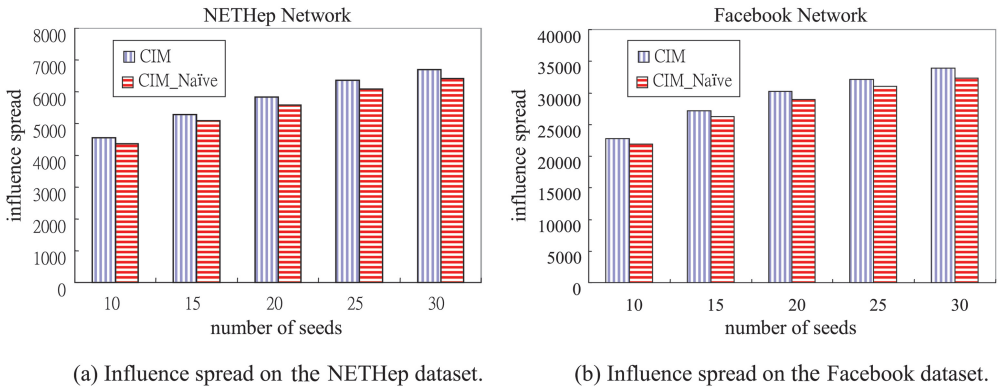 NETHep Network
8000
7000
6000
5000
4000
3000
2000
1000
0
influence spread
CIM
CIM_Naïve
10 15 20 25 30
number of seeds
(a) Influence spread on the NETHep dataset.
Facebook Network
40000
35000
30000
25000
20000
15000
10000
5000
0
influence spread
CIM
CIM_Naïve
10 15 20 25 30
number of seeds
(b) Influence spread on the Facebook dataset.